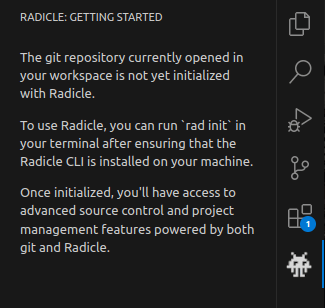 RADICLE: GETTING STARTED
The git repository currently opened in
your workspace is not yet initialized
with Radicle.
To use Radicle, you can run `rad init` in
your terminal after ensuring that the
Radicle CLI is installed on your machine.
Once initialized, you'll have access to
advanced source control and project
management features powered by both
git and Radicle.
1